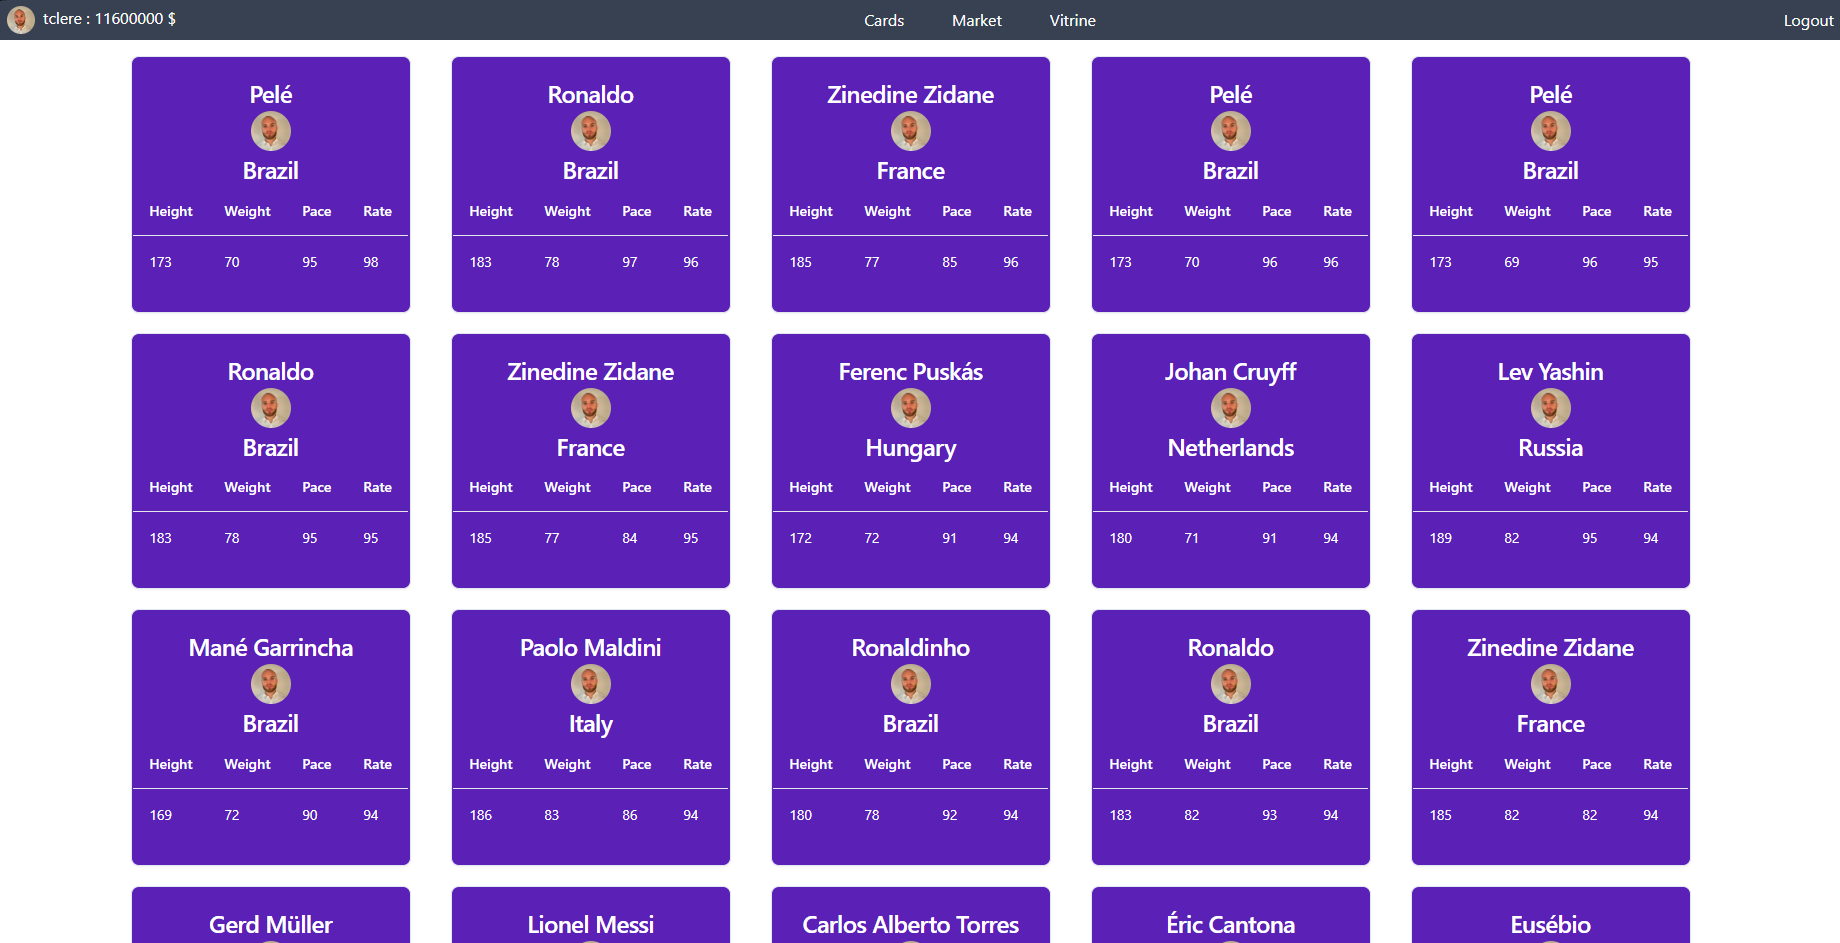 tclere : 11600000 $ Cards Market Vitrine Logout
Pelé Ronaldo Zinedine Zidane Pelé Pelé
Brazil Brazil France Brazil Brazil
Height Weight Pace Rate Height Weight Pace Rate Height Weight Pace Rate Height Weight Pace Rate Height Weight Pace Rate
173 70 95 98 183 78 97 96 185 77 85 96 173 70 96 96 173 69 96 95
Ronaldo Zinedine Zidane Ferenc Puskás Johan Cruyff Lev Yashin
Brazil France Hungary Netherlands Russia
Height Weight Pace Rate Height Weight Pace Rate Height Weight Pace Rate Height Weight Pace Rate Height Weight Pace Rate
183 78 95 95 185 77 84 95 172 72 91 94 180 71 91 94 189 82 95 94
Mané Garrincha Paolo Maldini Ronaldinho Ronaldo Zinedine Zidane
Brazil Italy Brazil Brazil France
Height Weight Pace Rate Height Weight Pace Rate Height Weight Pace Rate Height Weight Pace Rate Height Weight Pace Rate
169 72 90 94 186 83 86 94 180 78 92 94 183 82 93 94 185 82 82 94
Gerd Müller Lionel Messi Carlos Alberto Torres Éric Cantona Eusébio